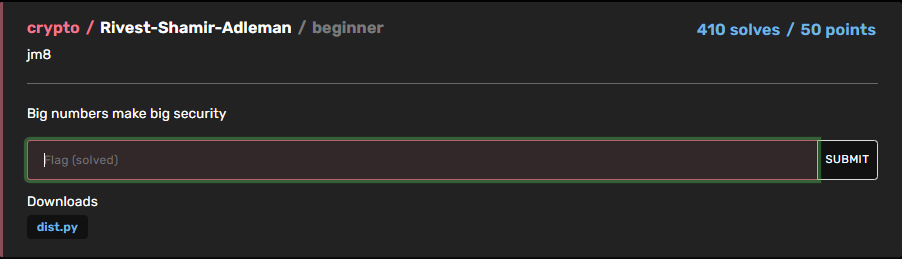 crypto / Rivest-Shamir-Adleman / beginner 410 solves / 50 points
jm8
Big numbers make big security
Flag (solved) SUBMIT
Downloads
dist.py